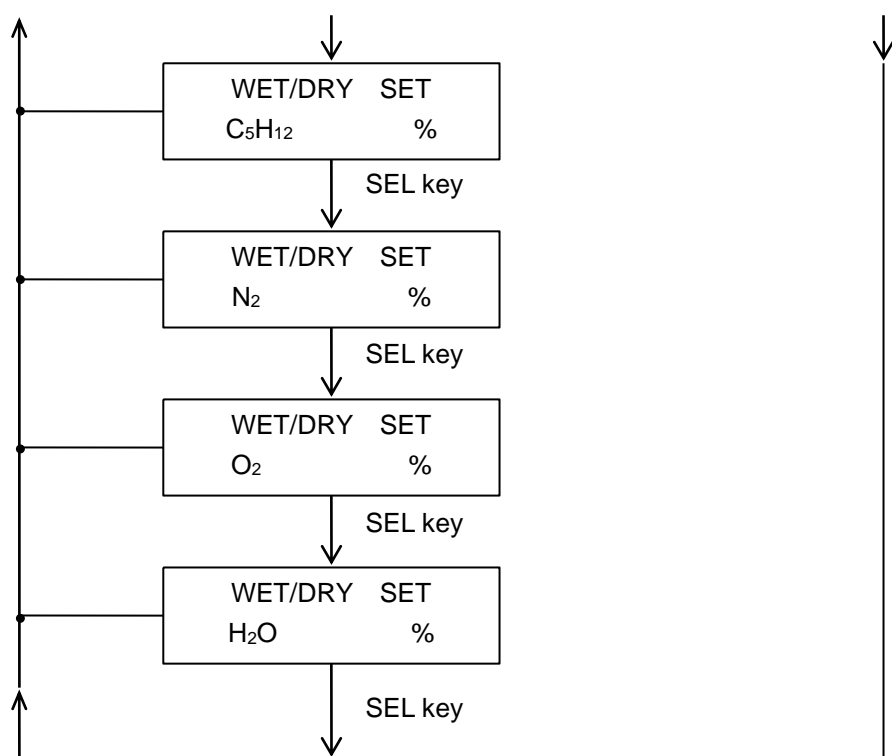 WET/DRY SET
C₅H₁₂ %
SEL key
WET/DRY SET
N₂ %
SEL key
WET/DRY SET
O₂ %
SEL key
WET/DRY SET
H₂O %
SEL key